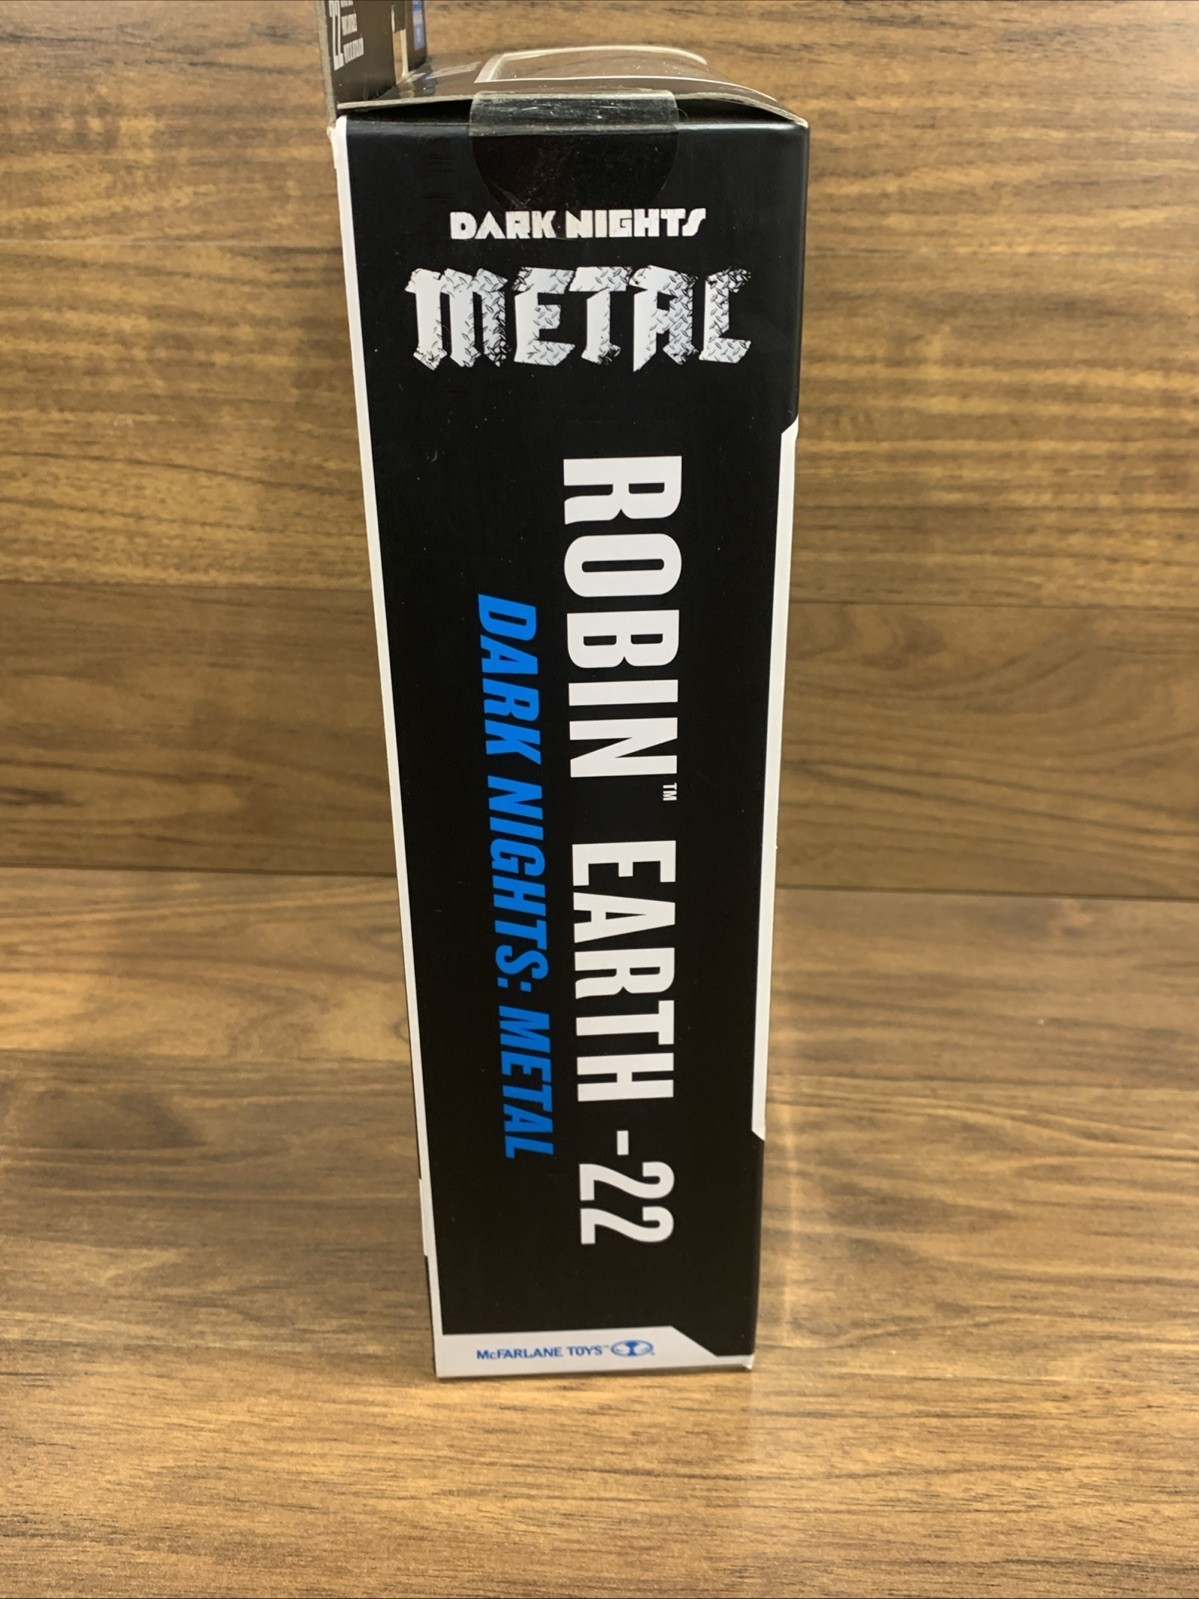 DARK NIGHTS
METAL
ROBIN™ EARTH -22
DARK NIGHTS: METAL
McFARLANE TOYS™